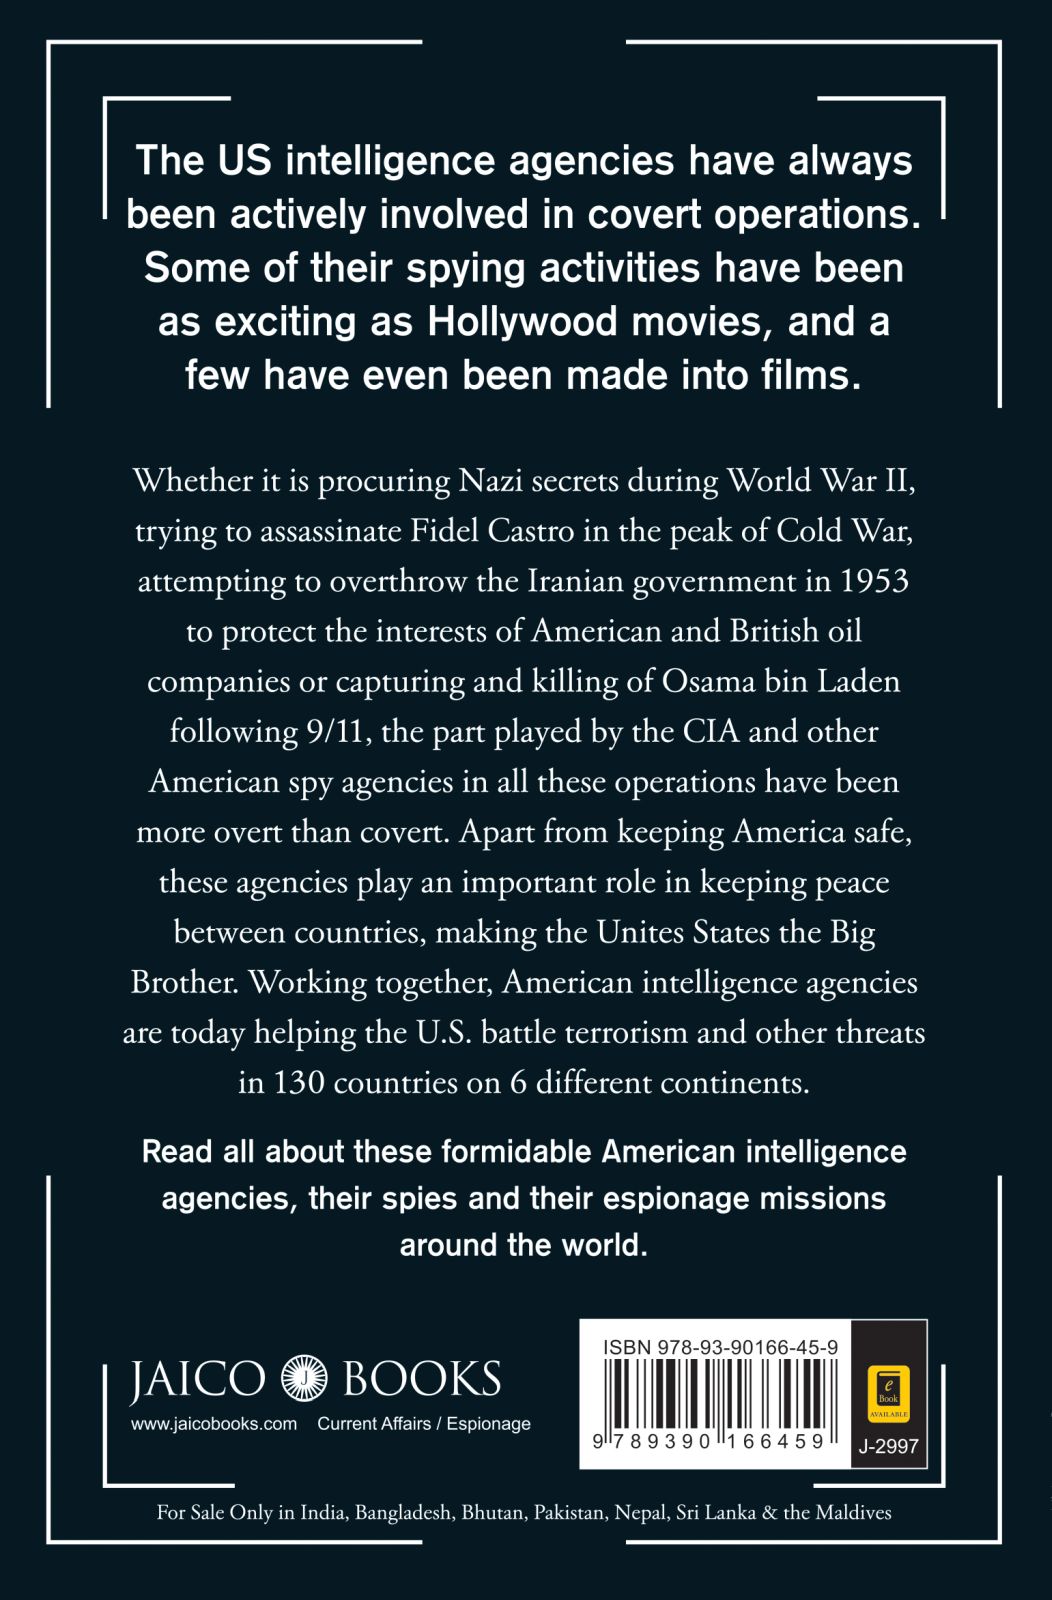 The US intelligence agencies have always
been actively involved in covert operations.
Some of their spying activities have been
as exciting as Hollywood movies, and a
few have even been made into films.
Whether it is procuring Nazi secrets during World War II,
trying to assassinate Fidel Castro in the peak of Cold War,
attempting to overthrow the Iranian government in 1953
to protect the interests of American and British oil
companies or capturing and killing of Osama bin Laden
following 9/11, the part played by the CIA and other
American spy agencies in all these operations have been
more overt than covert. Apart from keeping America safe,
these agencies play an important role in keeping peace
between countries, making the Unites States the Big
Brother. Working together, American intelligence agencies
are today helping the U.S. battle terrorism and other threats
in 130 countries on 6 different continents.
Read all about these formidable American intelligence
agencies, their spies and their espionage missions
around the world.
JAICO J BOOKS
www.jaicobooks.com Current Affairs / Espionage
ISBN 978-93-90166-45-9
9 789390 166459
e
Book
AVAILABLE
J-2997
For Sale Only in India, Bangladesh, Bhutan, Pakistan, Nepal, Sri Lanka & the Maldives